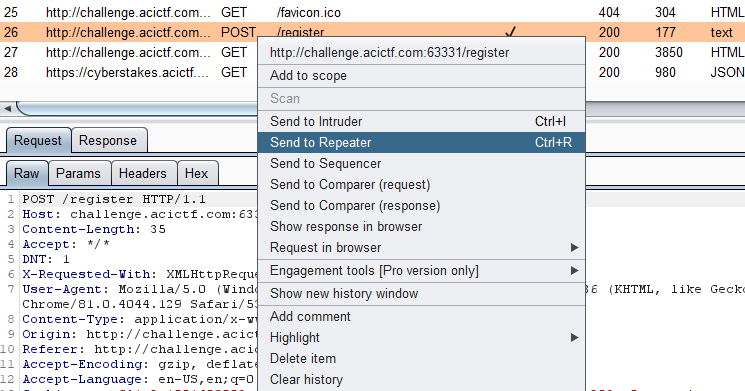 25 http://challenge.acictf.com... GET /favicon.ico 404 304 HTML
26 http://challenge.acictf.com... POST /register ✓ 200 177 text
27 http://challenge.acictf.com... GET 200 3850 HTML
28 https://cyberstakes.acictf.... GET 200 980 JSON
http://challenge.acictf.com:63331/register
Add to scope
Scan
Send to Intruder Ctrl+I
Send to Repeater Ctrl+R
Send to Sequencer
Send to Comparer (request)
Send to Comparer (response)
Show response in browser
Request in browser
Engagement tools [Pro version only]
Show new history window
Add comment
Highlight
Delete item
Clear history
Request Response
Raw Params Headers Hex
1 POST /register HTTP/1.1
2 Host: challenge.acictf.com:633
3 Content-Length: 35
4 Accept: */*
5 DNT: 1
6 X-Requested-With: XMLHttpReque
7 User-Agent: Mozilla/5.0 (Windo 36 (KHTML, like Gecko
Chrome/81.0.4044.129 Safari/53
8 Content-Type: application/x-ww
9 Origin: http://challenge.acict
10 Referer: http://challenge.acic
11 Accept-Encoding: gzip, deflate
12 Accept-Language: en-US,en;q=0